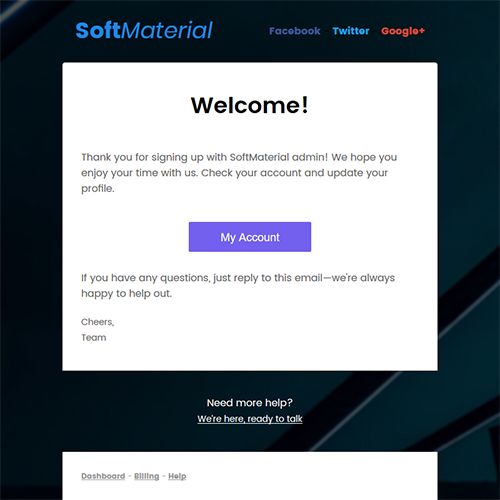 SoftMaterial
Facebook Twitter Google+
Welcome!
Thank you for signing up with SoftMaterial admin! We hope you
enjoy your time with us. Check your account and update your
profile.
My Account
If you have any questions, just reply to this email—we're always
happy to help out.
Cheers,
Team
Need more help?
We're here, ready to talk
Dashboard - Billing - Help